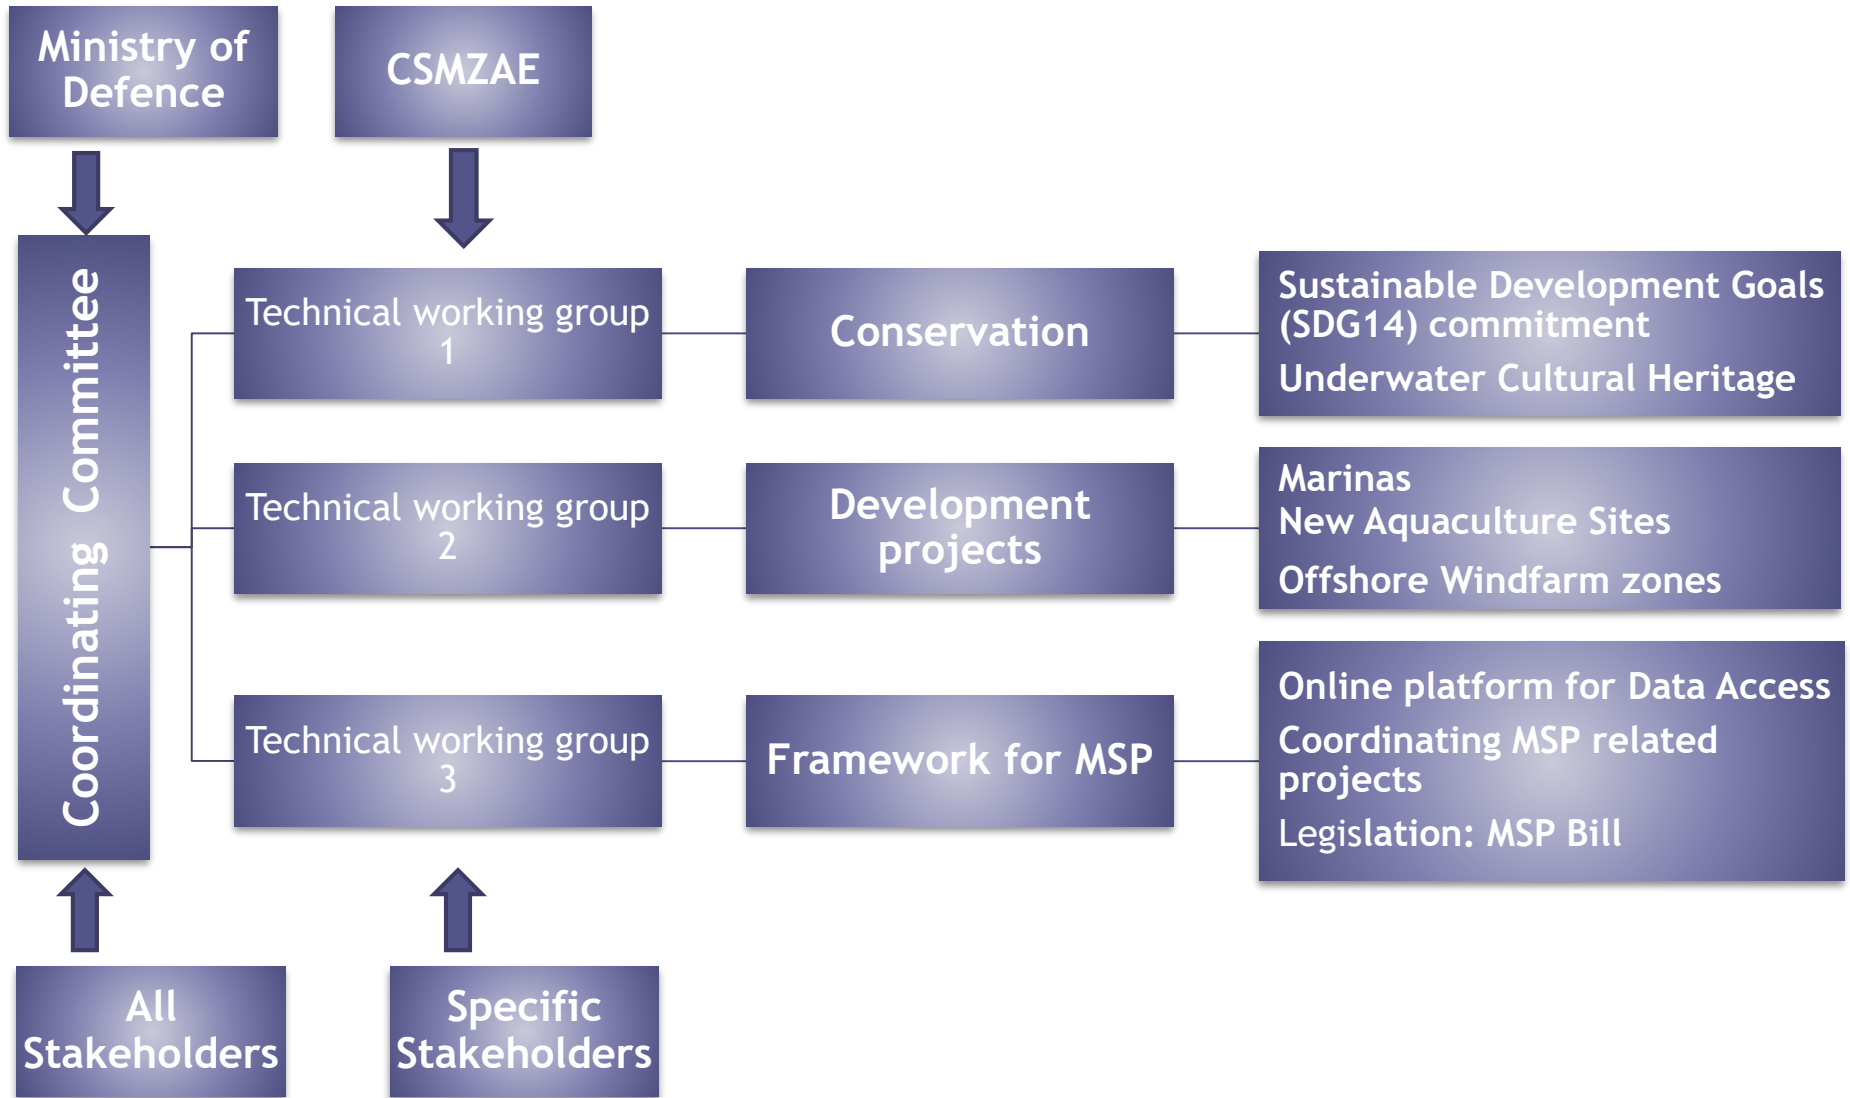 Ministry of
Defence
CSMZAE
Coordinating Committee
Technical working group
1
Conservation
Sustainable Development Goals
(SDG14) commitment
Underwater Cultural Heritage
Technical working group
2
Development
projects
Marinas
New Aquaculture Sites
Offshore Windfarm zones
Technical working group
3
Framework for MSP
Online platform for Data Access
Coordinating MSP related
projects
Legislation: MSP Bill
All
Stakeholders
Specific
Stakeholders